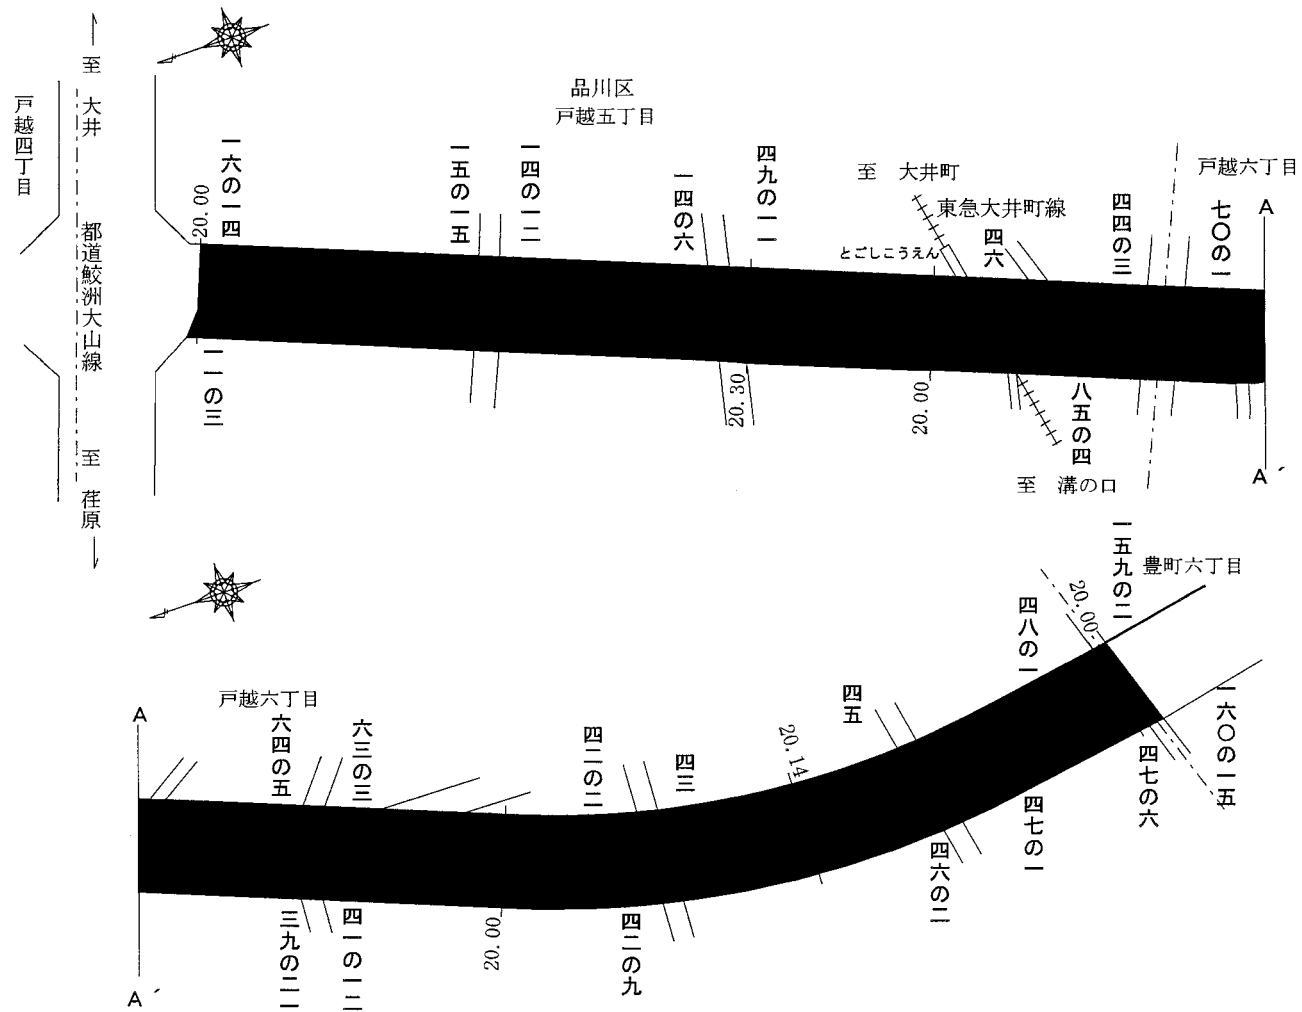 至 大井
戸越四丁目
都道鮫洲大山線
至 荏原
品川区
戸越五丁目
一六の一四
20.00
一五の一五
一四の一二
一四の六
四九の一一
至 大井町
東急大井町線
とごしこうえん
四六
四四の三
戸越六丁目
七〇の一
A
一一の三
20.30
20.00
八五の四
至 溝の口
A´
豊町六丁目
一五九の二
20.00
四八の一
戸越六丁目
A
六四の五
六三の三
四二の二
四三
20.14
四五
一六〇の一五
四七の六
四七の一
四六の二
四二の九
20.00
四一の一二
三九の二一
A´